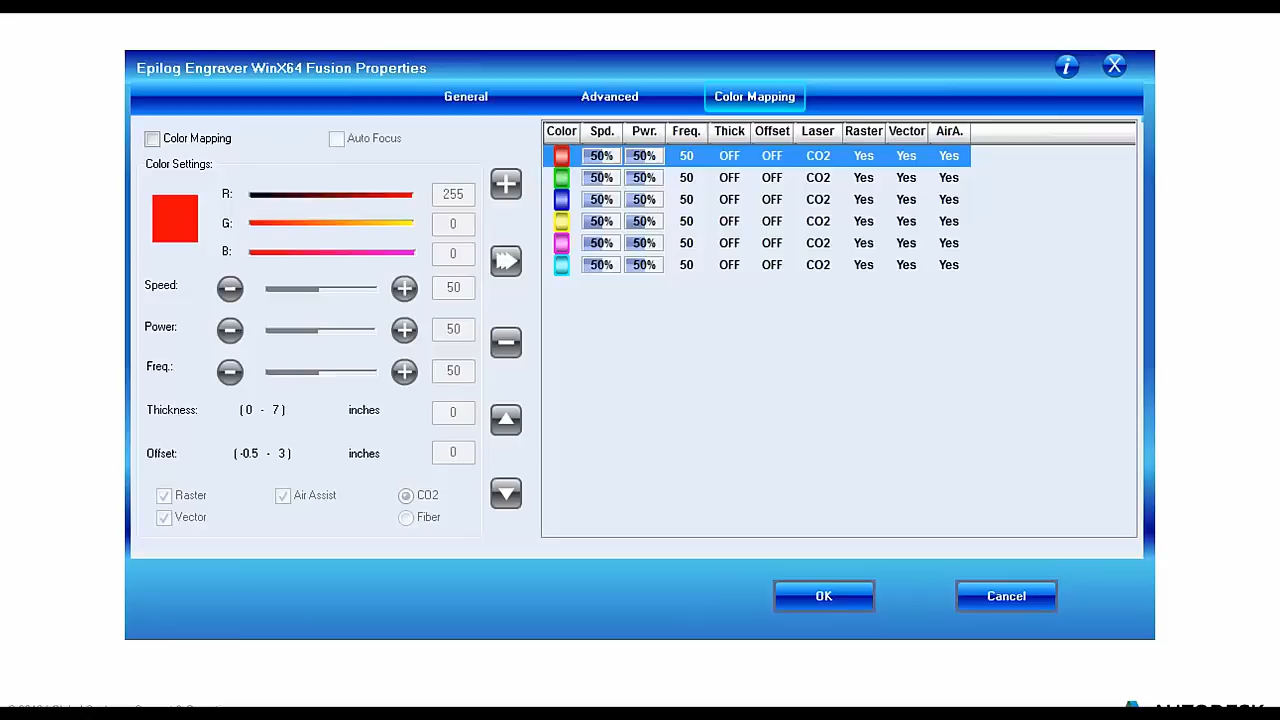 Epilog Engraver WinX64 Fusion Properties
General Advanced Color Mapping
Color Mapping Auto Focus
Color Settings:
R: 255
G: 0
B: 0
Speed: 50
Power: 50
Freq.: 50
Thickness: ( 0 - 7 ) inches 0
Offset: ( -0.5 - 3 ) inches 0
Raster Air Assist CO2
Vector Fiber
Color Spd. Pwr. Freq. Thick Offset Laser Raster Vector AirA.
50% 50% 50 OFF OFF CO2 Yes Yes Yes
50% 50% 50 OFF OFF CO2 Yes Yes Yes
50% 50% 50 OFF OFF CO2 Yes Yes Yes
50% 50% 50 OFF OFF CO2 Yes Yes Yes
50% 50% 50 OFF OFF CO2 Yes Yes Yes
50% 50% 50 OFF OFF CO2 Yes Yes Yes
OK Cancel
AUTODESK